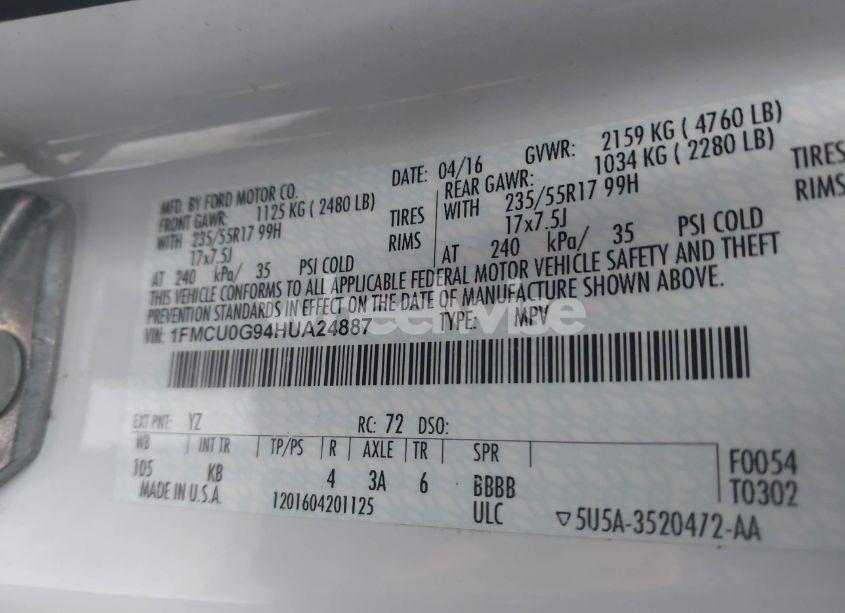 MFD. BY FORD MOTOR CO.
DATE: 04/16 GVWR: 2159 KG ( 4760 LB)
FRONT GAWR: 1125 KG ( 2480 LB)
REAR GAWR: 1034 KG ( 2280 LB)
WITH 235/55R17 99H TIRES
WITH 235/55R17 99H TIRES
17x7.5J RIMS
17x7.5J RIMS
AT 240 kPa/ 35 PSI COLD
AT 240 kPa/ 35 PSI COLD
THIS VEHICLE CONFORMS TO ALL APPLICABLE FEDERAL MOTOR VEHICLE SAFETY AND THEFT
PREVENTION STANDARDS IN EFFECT ON THE DATE OF MANUFACTURE SHOWN ABOVE.
VIN: 1FMCU0G94HUA24887 TYPE: MPV
EXT PNT: YZ RC: 72 DSO:
WB INT TR TP/PS R AXLE TR SPR
105 KB 4 3A 6 BBBB
F0054
T0302
MADE IN U.S.A. 1201604201125 ULC ▽5U5A-3520472-AA